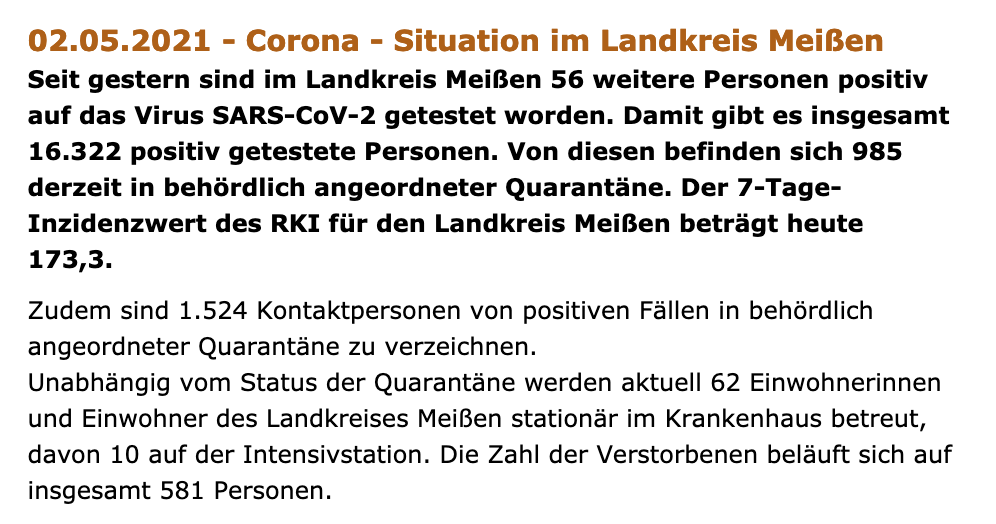 02.05.2021 - Corona - Situation im Landkreis Meißen
Seit gestern sind im Landkreis Meißen 56 weitere Personen positiv
auf das Virus SARS-CoV-2 getestet worden. Damit gibt es insgesamt
16.322 positiv getestete Personen. Von diesen befinden sich 985
derzeit in behördlich angeordneter Quarantäne. Der 7-Tage-
Inzidenzwert des RKI für den Landkreis Meißen beträgt heute
173,3.
Zudem sind 1.524 Kontaktpersonen von positiven Fällen in behördlich
angeordneter Quarantäne zu verzeichnen.
Unabhängig vom Status der Quarantäne werden aktuell 62 Einwohnerinnen
und Einwohner des Landkreises Meißen stationär im Krankenhaus betreut,
davon 10 auf der Intensivstation. Die Zahl der Verstorbenen beläuft sich auf
insgesamt 581 Personen.